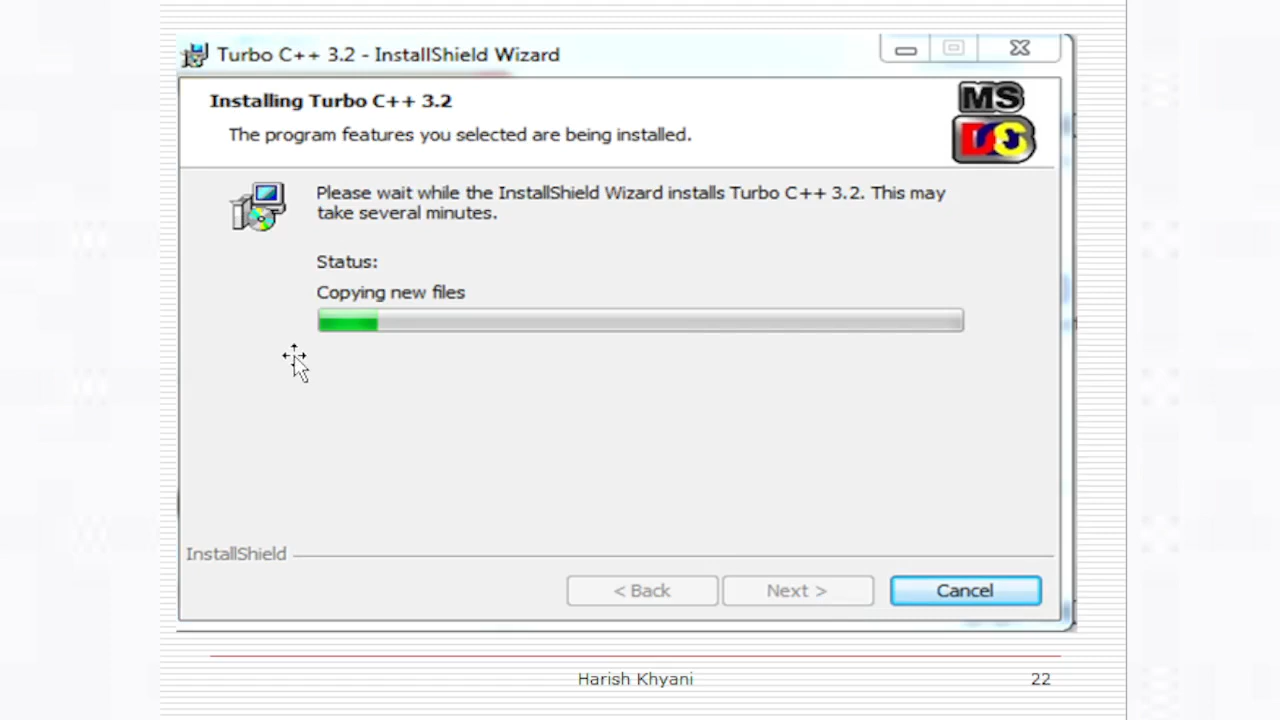 Turbo C++ 3.2 - InstallShield Wizard
Installing Turbo C++ 3.2
The program features you selected are being installed.
MS
DOS
Please wait while the InstallShield Wizard installs Turbo C++ 3.2. This may
take several minutes.
Status:
Copying new files
InstallShield
< Back
Next >
Cancel
Harish Khyani
22